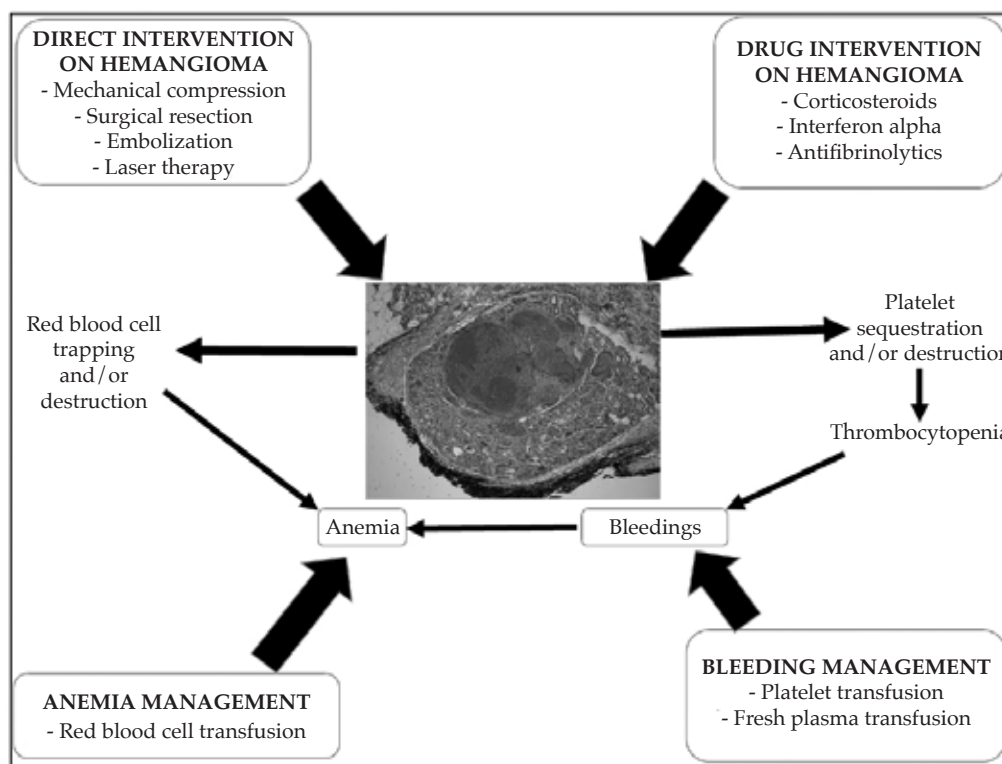 DIRECT INTERVENTION
ON HEMANGIOMA
- Mechanical compression
- Surgical resection
- Embolization
- Laser therapy
DRUG INTERVENTION
ON HEMANGIOMA
- Corticosteroids
- Interferon alpha
- Antifibrinolytics
Red blood cell
trapping
and/or
destruction
Platelet
sequestration
and/or destruction
Thrombocytopenia
Anemia
Bleedings
ANEMIA MANAGEMENT
- Red blood cell transfusion
BLEEDING MANAGEMENT
- Platelet transfusion
- Fresh plasma transfusion